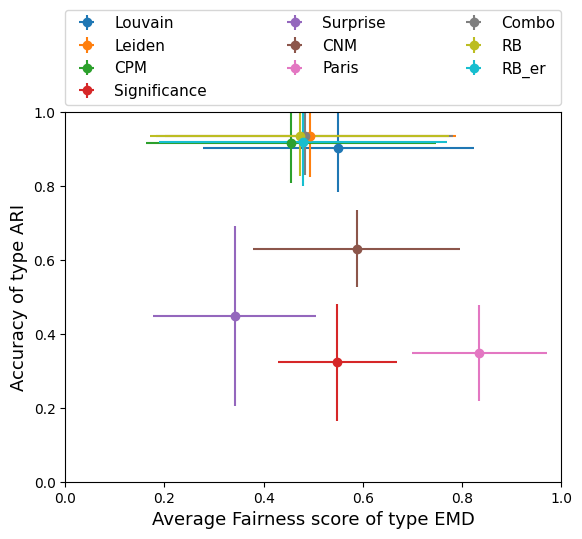 Louvain
Leiden
CPM
Significance
Surprise
CNM
Paris
Combo
RB
RB_er
1.0
0.8
0.6
0.4
0.2
0.0
Accuracy of type ARI
0.0 0.2 0.4 0.6 0.8 1.0
Average Fairness score of type EMD